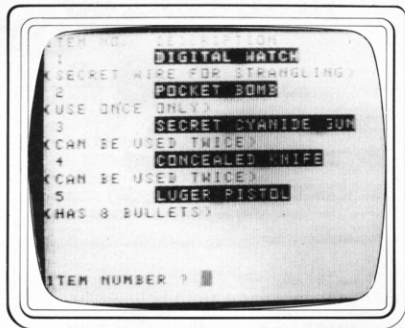 ITEM NO. DESCRIPTION
1 DIGITAL WATCH
<SECRET WIRE FOR STRANGLING>
2 POCKET BOMB
<USE ONCE ONLY>
3 SECRET CYANIDE GUN
<CAN BE USED TWICE>
4 CONCEALED KNIFE
<CAN BE USED TWICE>
5 LUGER PISTOL
<HAS 8 BULLETS>
ITEM NUMBER ?